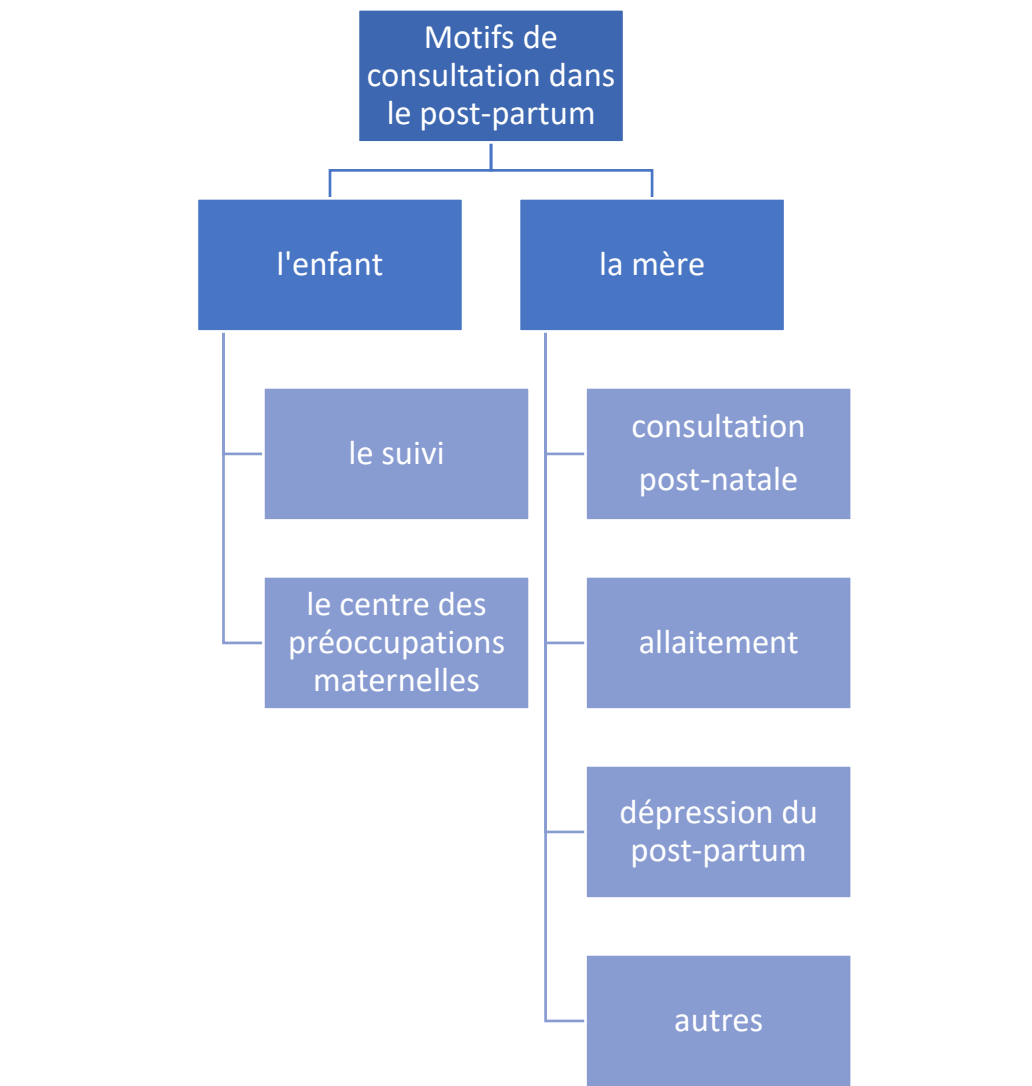 Motifs de
consultation dans
le post-partum
l'enfant
la mère
le suivi
consultation
post-natale
le centre des
préoccupations
maternelles
allaitement
dépression du
post-partum
autres